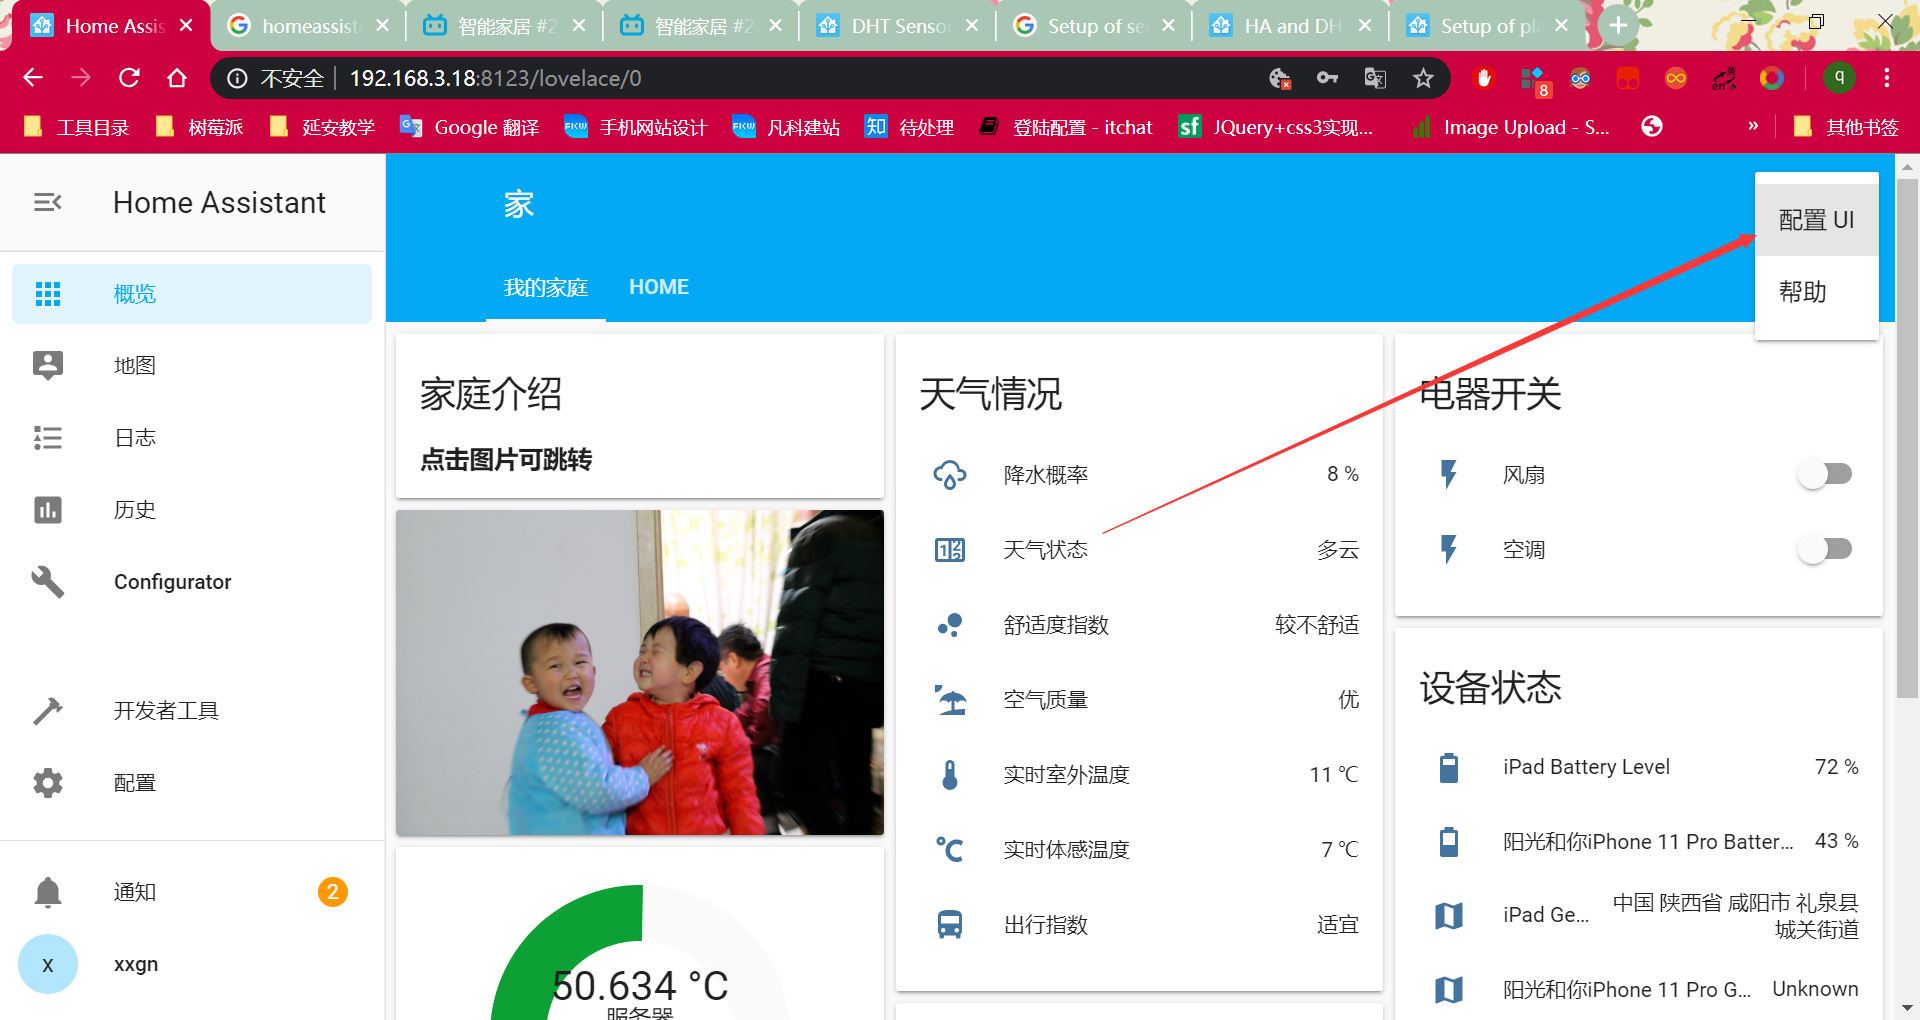 Home Assis
homeassist
智能家居 #2
智能家居 #2
DHT Senso
Setup of se
HA and DH
Setup of pl
不安全
192.168.3.18:8123/lovelace/0
8
en
英
q
工具目录
树莓派
延安教学
Google 翻译
FKW
手机网站设计
FKW
凡科建站
知
待处理
登陆配置 - itchat
sf
JQuery+css3实现...
Image Upload - S...
»
其他书签
Home Assistant
概览
地图
日志
历史
Configurator
开发者工具
配置
通知
2
x
xxgn
家
我的家庭
HOME
配置 UI
帮助
家庭介绍
点击图片可跳转
50.634 °C
服务器
天气情况
降水概率
8 %
天气状态
多云
舒适度指数
较不舒适
空气质量
优
实时室外温度
11 ℃
实时体感温度
7 ℃
出行指数
适宜
电器开关
风扇
空调
设备状态
iPad Battery Level
72 %
阳光和你iPhone 11 Pro Batter...
43 %
iPad Ge...
中国 陕西省 咸阳市 礼泉县
城关街道
阳光和你iPhone 11 Pro G...
Unknown